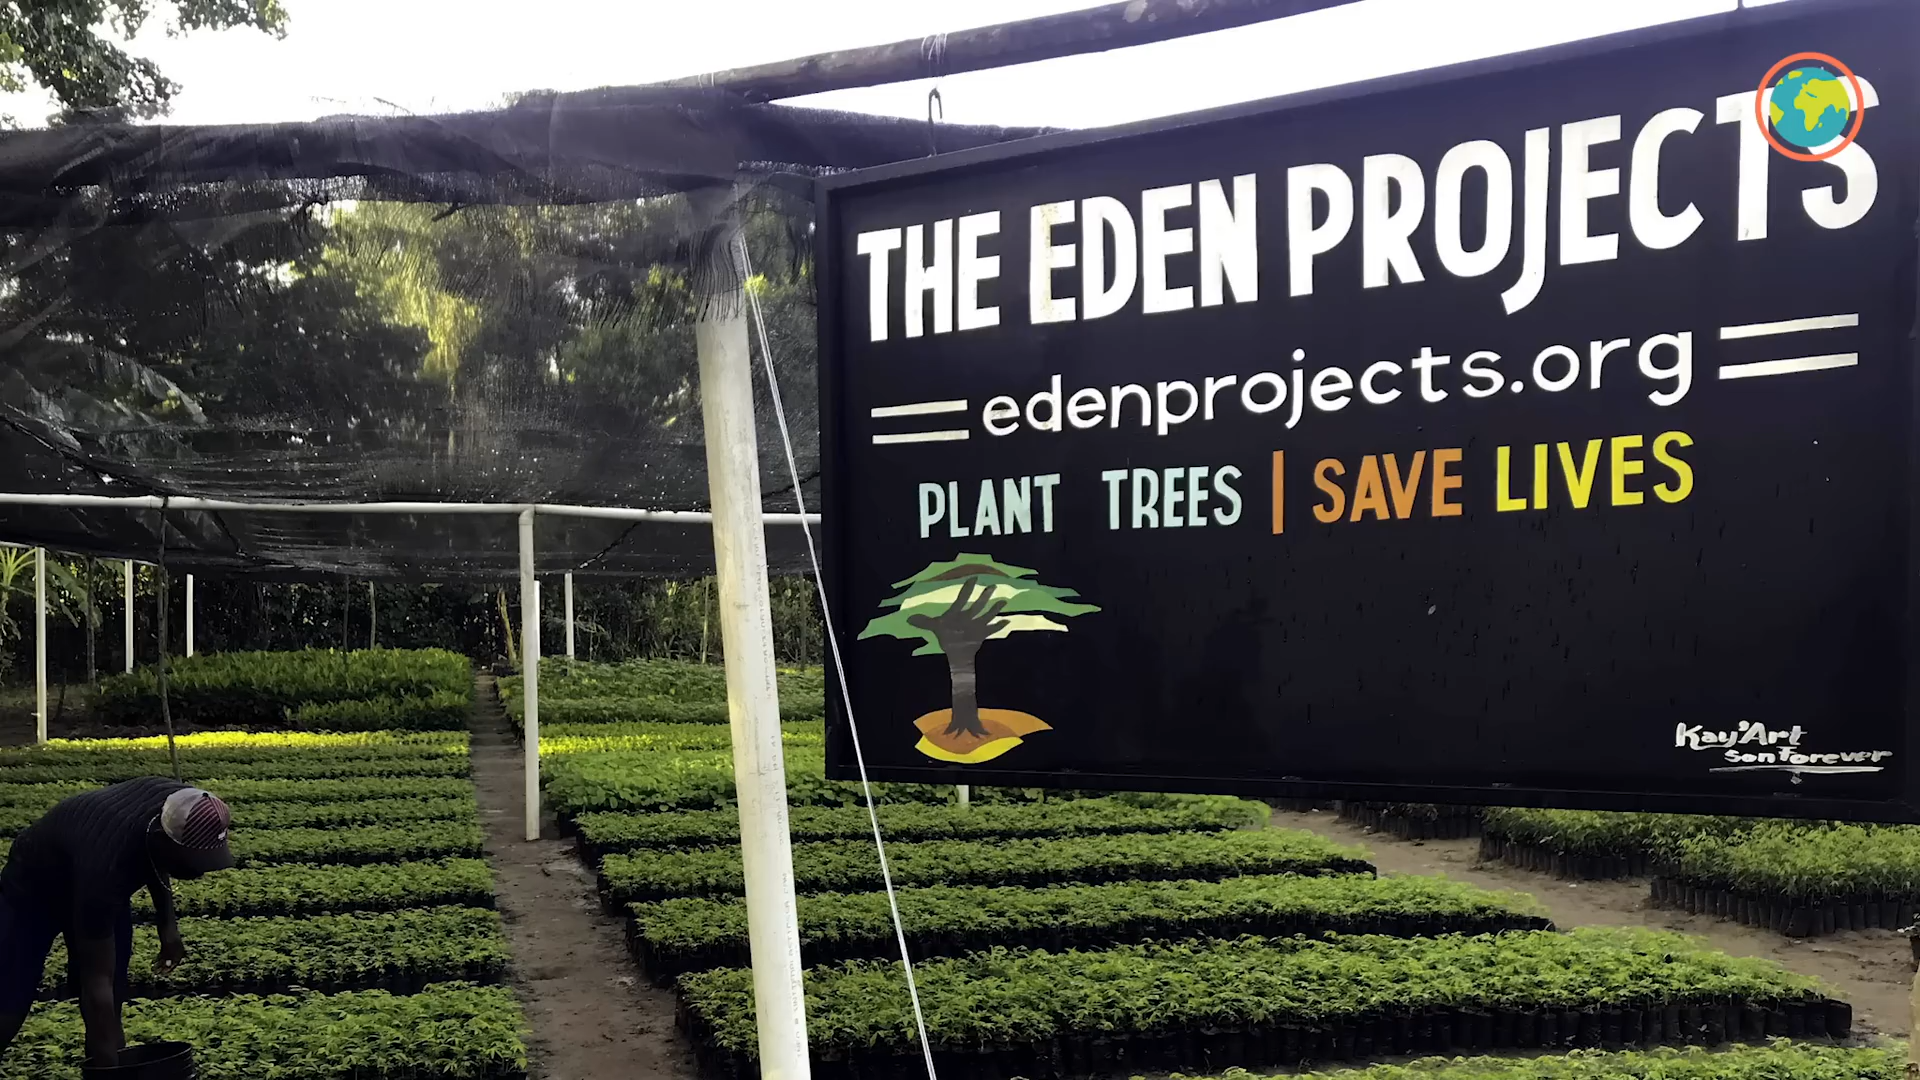 THE EDEN PROJECTS
edenprojects.org
PLANT TREES | SAVE LIVES
Kay'Art
Son Forever